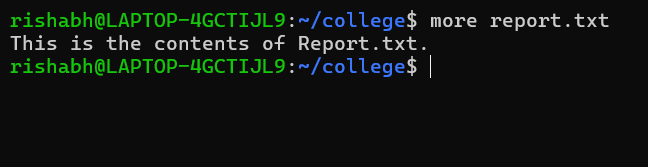 rishabh@LAPTOP-4GCTIJL9:~/college$ more report.txt
This is the contents of Report.txt.
rishabh@LAPTOP-4GCTIJL9:~/college$